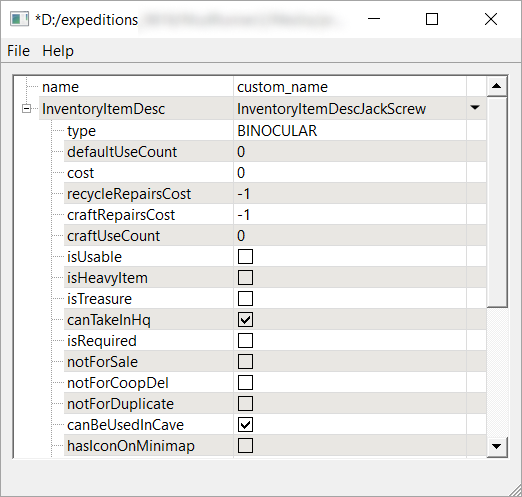 *D:/expeditions
File Help
name custom_name
InventoryItemDesc InventoryItemDescJackScrew
type BINOCULAR
defaultUseCount 0
cost 0
recycleRepairsCost -1
craftRepairsCost -1
craftUseCount 0
isUsable
isHeavyItem
isTreasure
canTakeInHq
isRequired
notForSale
notForCoopDel
notForDuplicate
canBeUsedInCave
hasIconOnMinimap